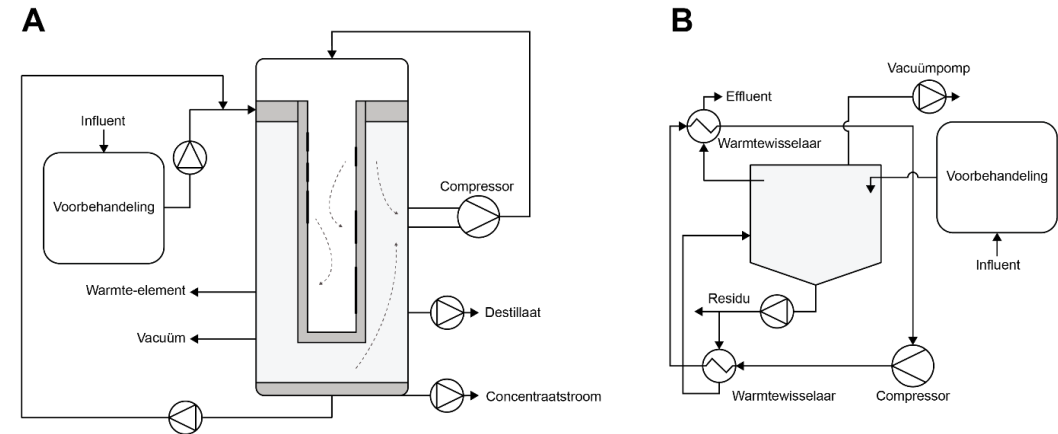 A
B
Influent
Voorbehandeling
Warmte-element
Vacuüm
Compressor
Destillaat
Concentraatstroom
Vacuümpomp
Effluent
Warmtewisselaar
Voorbehandeling
Influent
Residu
Warmtewisselaar
Compressor